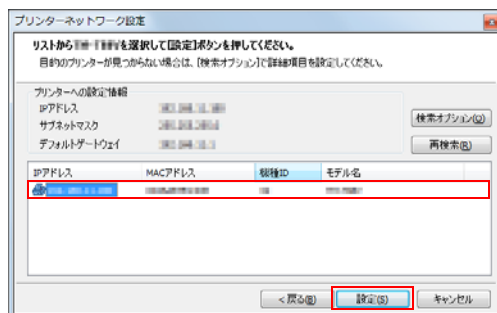 プリンターネットワーク設定
リストから を選択して[設定]ボタンを押してください。
目的のプリンターが見つからない場合は、[検索オプション]で詳細項目を設定してください。
プリンターへの設定情報
IPアドレス
サブネットマスク
デフォルトゲートウェイ
検索オプション(O)
再検索(R)
IPアドレス MACアドレス 機種ID モデル名
<戻る(B) 設定(S) キャンセル